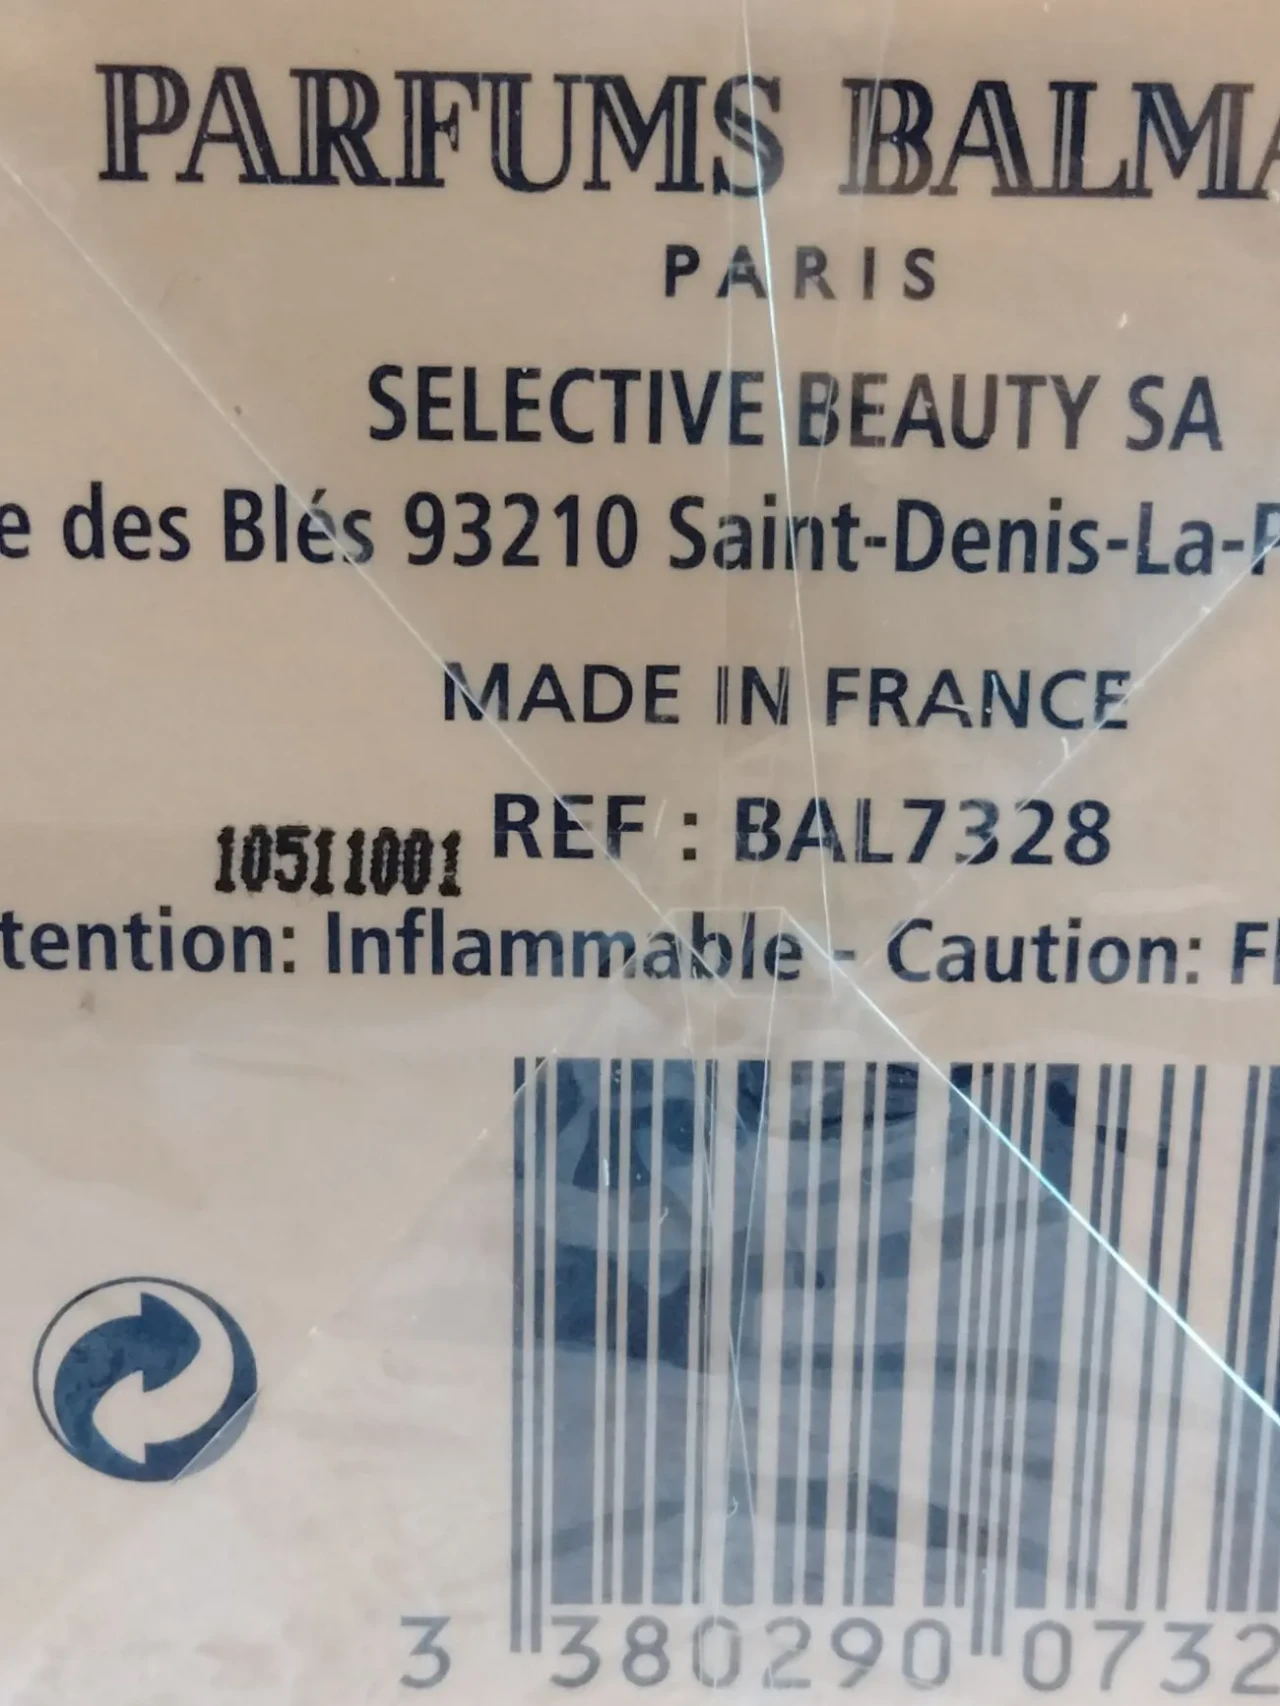 PARFUMS BALMA
PARIS
SELECTIVE BEAUTY SA
e des Blés 93210 Saint-Denis-La-P
MADE IN FRANCE
REF : BAL7328
10511001
tention: Inflammable - Caution: Fl
3 380290 0732